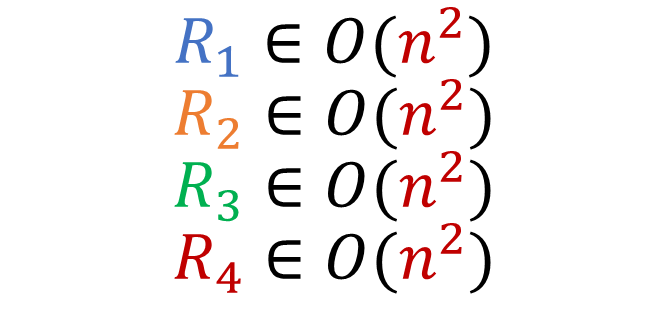 R₁ ∈ O(n²)
R₂ ∈ O(n²)
R₃ ∈ O(n²)
R₄ ∈ O(n²)